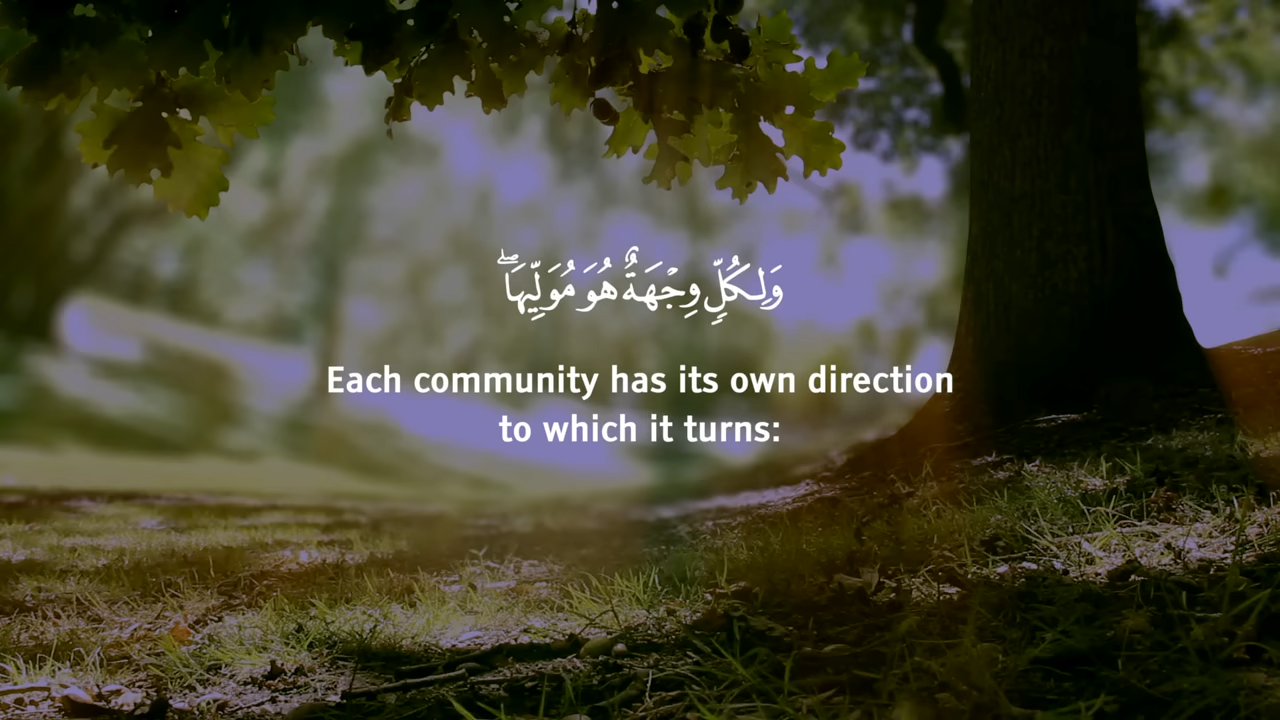 وَلِكُلٍّ وِجْهَةٌ هُوَ مُوَلِّيهَا ۖ
Each community has its own direction
to which it turns: